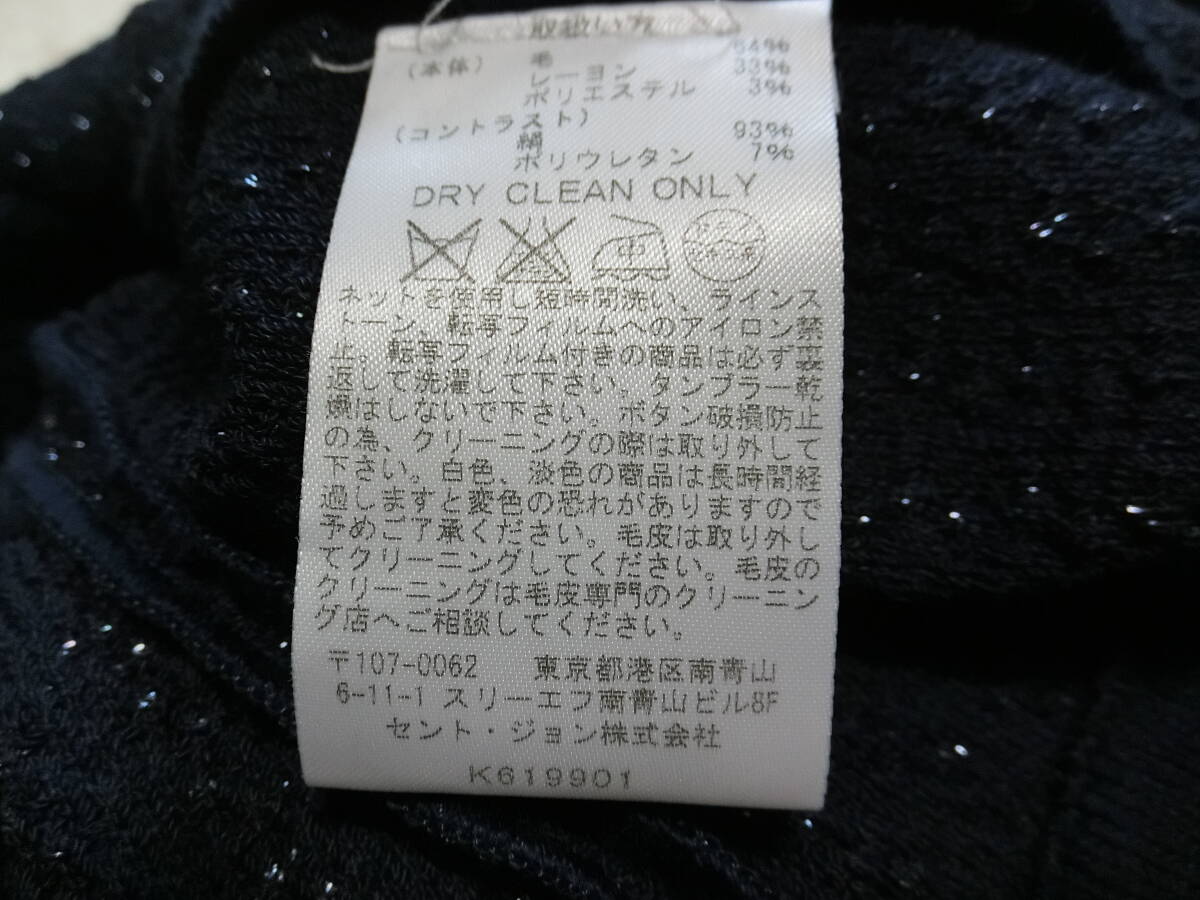 取扱い方
(本体) 毛 64%
レーヨン 33%
ポリエステル 3%
(コントラスト)
絹 93%
ポリウレタン 7%
DRY CLEAN ONLY
中 ドライ
ネットを使用し短時間洗い、ラインス
トーン、転写フィルムへのアイロン禁
止。転写フィルム付きの商品は必ず裏
返して洗濯して下さい。タンブラー乾
燥はしないで下さい。ボタン破損防止
の為、クリーニングの際は取り外して
下さい。白色、淡色の商品は長時間経
過しますと変色の恐れがありますので
予めご了承ください。毛皮は取り外し
てクリーニングしてください。毛皮の
クリーニングは毛皮専門のクリーニン
グ店へご相談してください。
〒107-0062 東京都港区南青山
6-11-1 スリーエフ南青山ビル8F
セント・ジョン株式会社
K619901